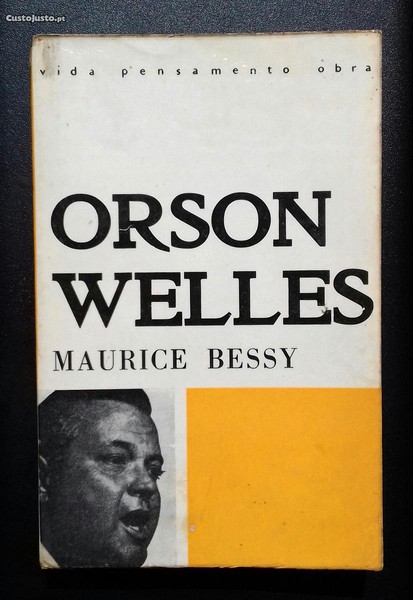 CustoJusto.pt
vida pensamento obra
ORSON
WELLES
MAURICE BESSY